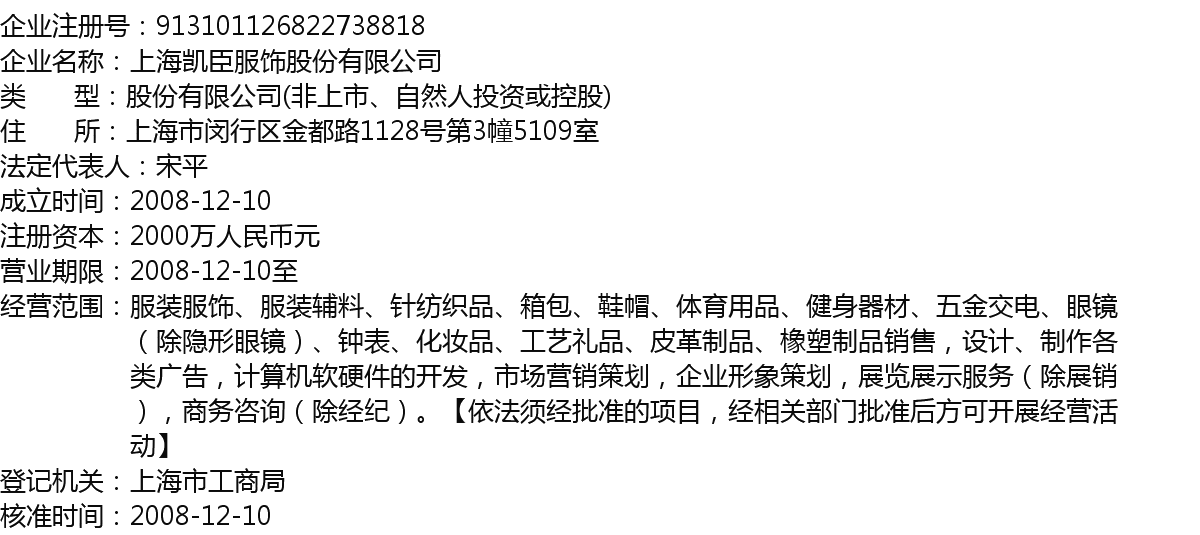 企业注册号：913101126822738818
企业名称：上海凯臣服饰股份有限公司
类　　型：股份有限公司(非上市、自然人投资或控股)
住　　所：上海市闵行区金都路1128号第3幢5109室
法定代表人：宋平
成立时间：2008-12-10
注册资本：2000万人民币元
营业期限：2008-12-10至
经营范围：服装服饰、服装辅料、针纺织品、箱包、鞋帽、体育用品、健身器材、五金交电、眼镜
（除隐形眼镜）、钟表、化妆品、工艺礼品、皮革制品、橡塑制品销售，设计、制作各
类广告，计算机软硬件的开发，市场营销策划，企业形象策划，展览展示服务（除展销
），商务咨询（除经纪）。【依法须经批准的项目，经相关部门批准后方可开展经营活
动】
登记机关：上海市工商局
核准时间：2008-12-10